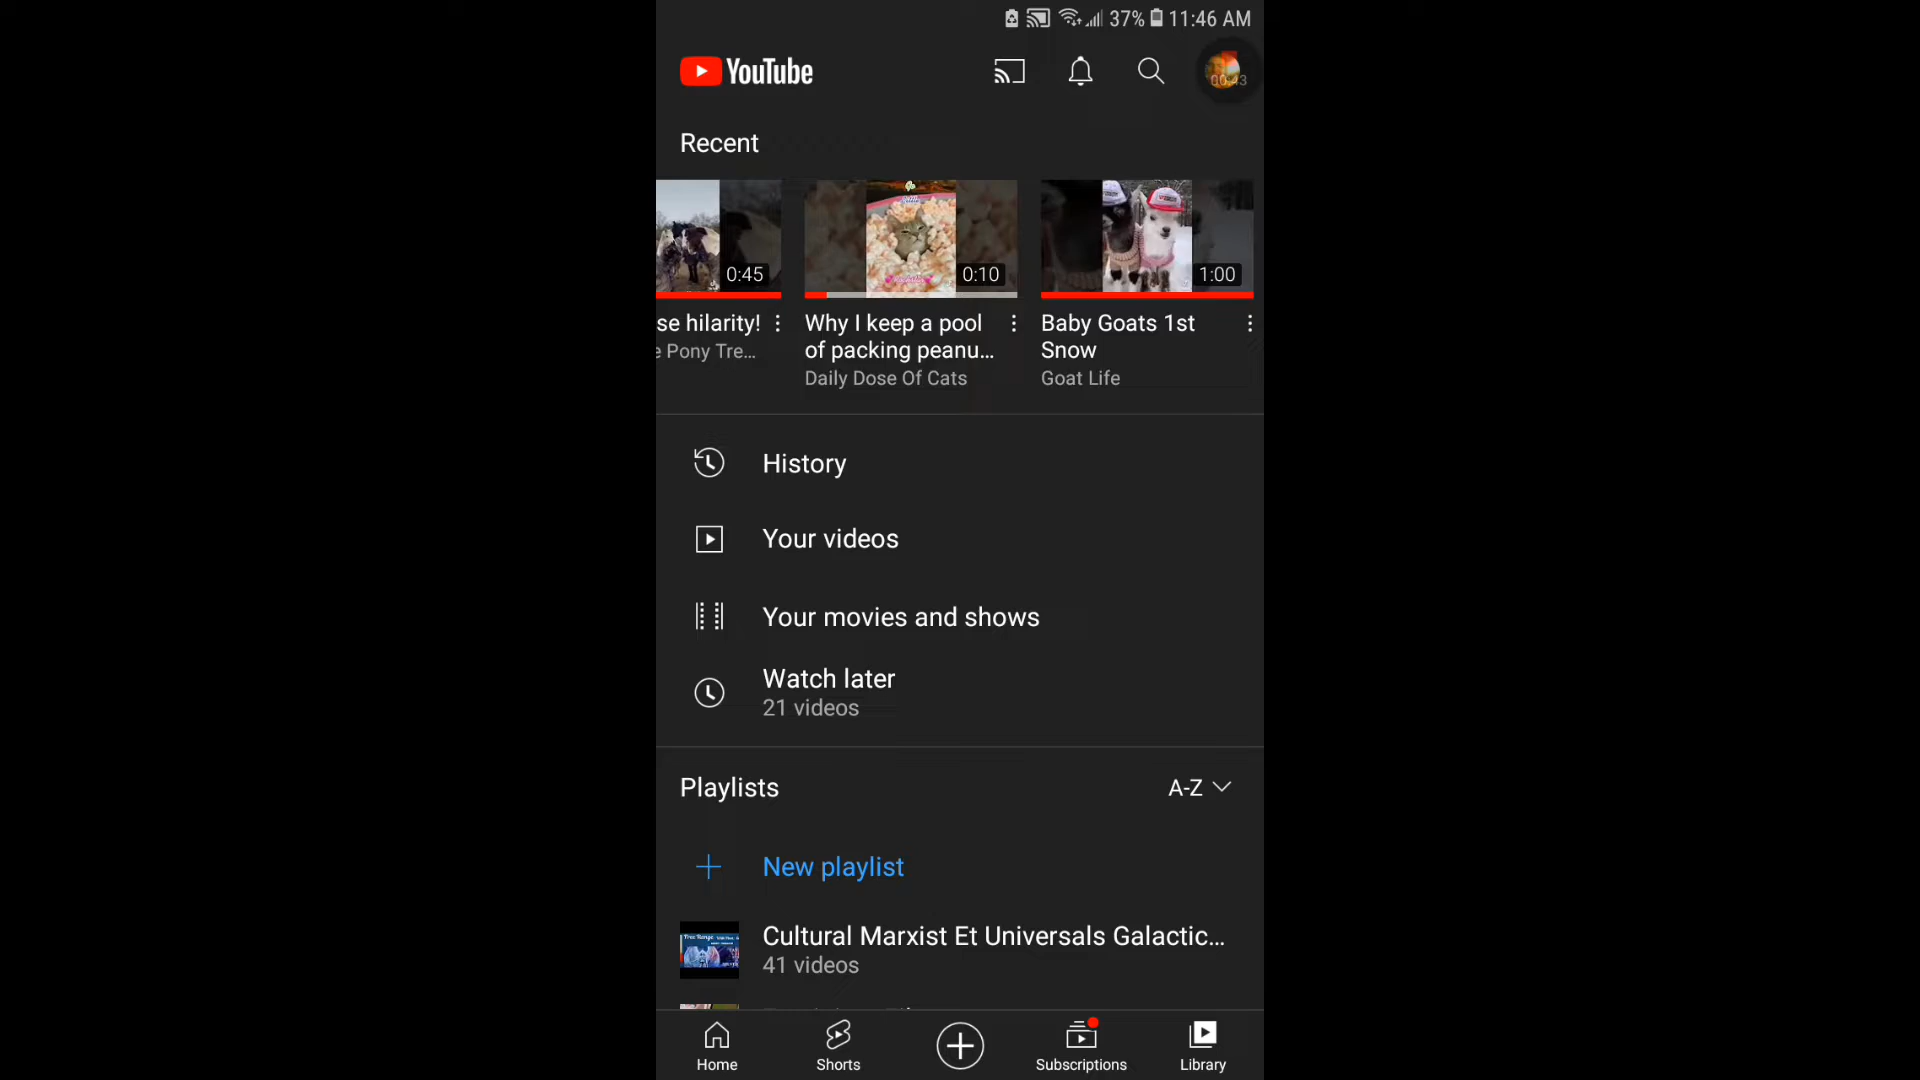 37% 11:46 AM
YouTube
00:43
Recent
0:45
0:10
1:00
se hilarity!
e Pony Tre...
Why I keep a pool
of packing peanu...
Daily Dose Of Cats
Baby Goats 1st
Snow
Goat Life
History
Your videos
Your movies and shows
Watch later
21 videos
Playlists
A-Z
New playlist
Cultural Marxist Et Universals Galactic...
41 videos
Home
Shorts
Subscriptions
Library